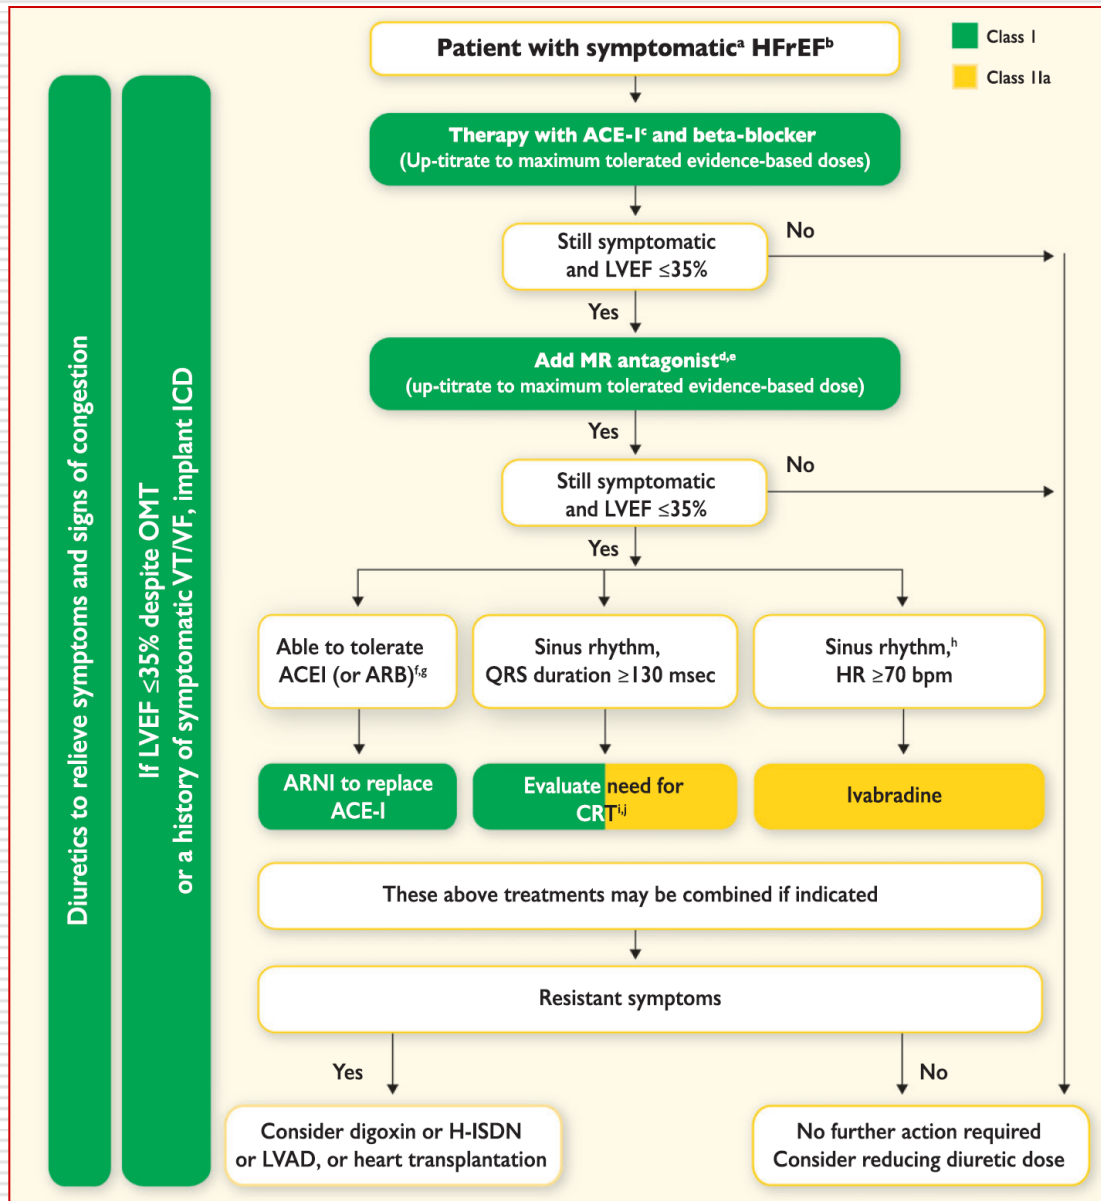 Patient with symptomaticᵃ HFrEFᵇ
Class I
Class IIa
Therapy with ACE-Iᶜ and beta-blocker
(Up-titrate to maximum tolerated evidence-based doses)
Still symptomatic
and LVEF ≤35%
No
Yes
Add MR antagonistᵈ,ᵉ
(up-titrate to maximum tolerated evidence-based dose)
Yes
Still symptomatic
and LVEF ≤35%
No
Yes
Able to tolerate
ACEI (or ARB)ᶠ,ᵍ
Sinus rhythm,
QRS duration ≥130 msec
Sinus rhythm,ʰ
HR ≥70 bpm
ARNI to replace
ACE-I
Evaluate need for
CRTⁱ,ʲ
Ivabradine
These above treatments may be combined if indicated
Resistant symptoms
Yes
No
Consider digoxin or H-ISDN
or LVAD, or heart transplantation
No further action required
Consider reducing diuretic dose
Diuretics to relieve symptoms and signs of congestion
If LVEF ≤35% despite OMT
or a history of symptomatic VT/VF, implant ICD